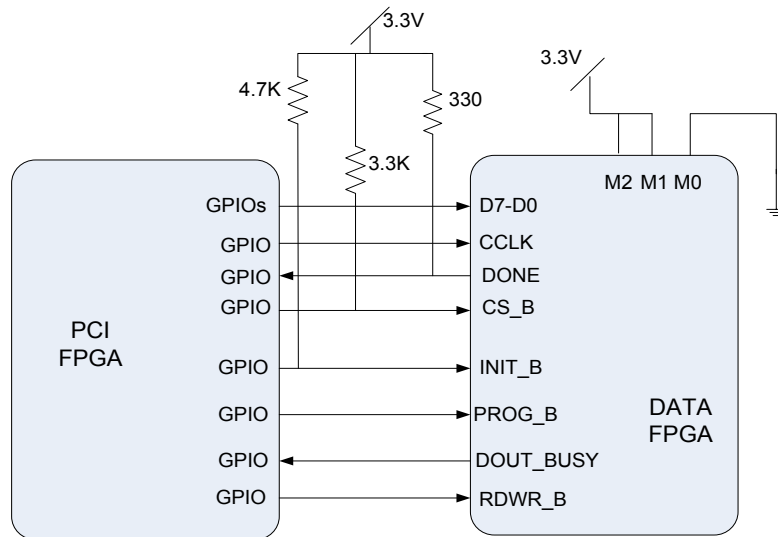 3.3V
3.3V
4.7K
330
3.3K
M2 M1 M0
GPIOs
D7-D0
GPIO
CCLK
GPIO
DONE
GPIO
CS_B
PCI
FPGA
GPIO
INIT_B
GPIO
PROG_B
DATA
FPGA
GPIO
DOUT_BUSY
GPIO
RDWR_B